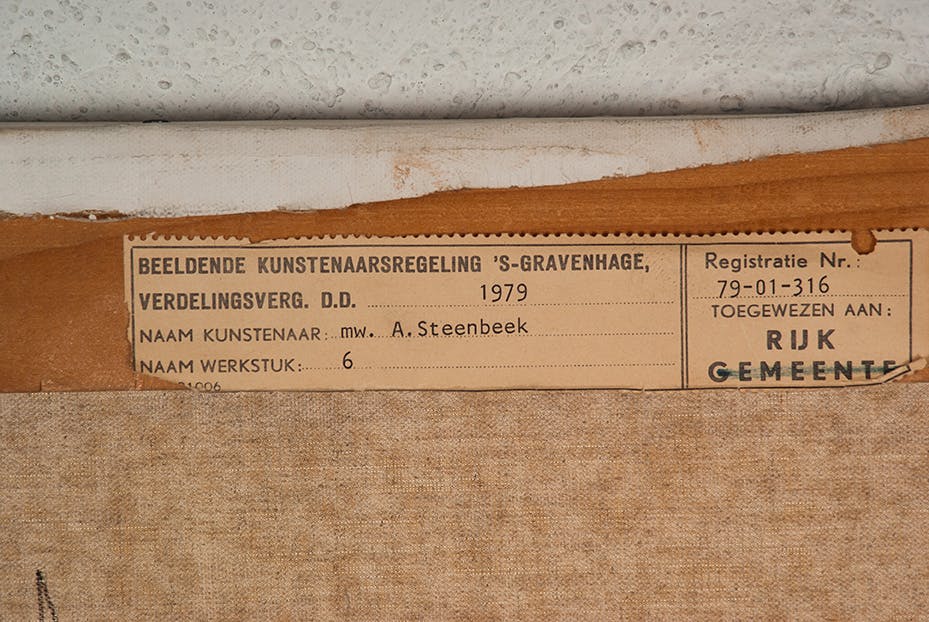 BEELDENDE KUNSTENAARSREGELING 'S-GRAVENHAGE,
VERDELINGSVERG. D.D. 1979
NAAM KUNSTENAAR: mw. A.Steenbeek
NAAM WERKSTUK: 6
Registratie Nr.:
79-01-316
TOEGEWEZEN AAN:
RIJK
GEMEENTE